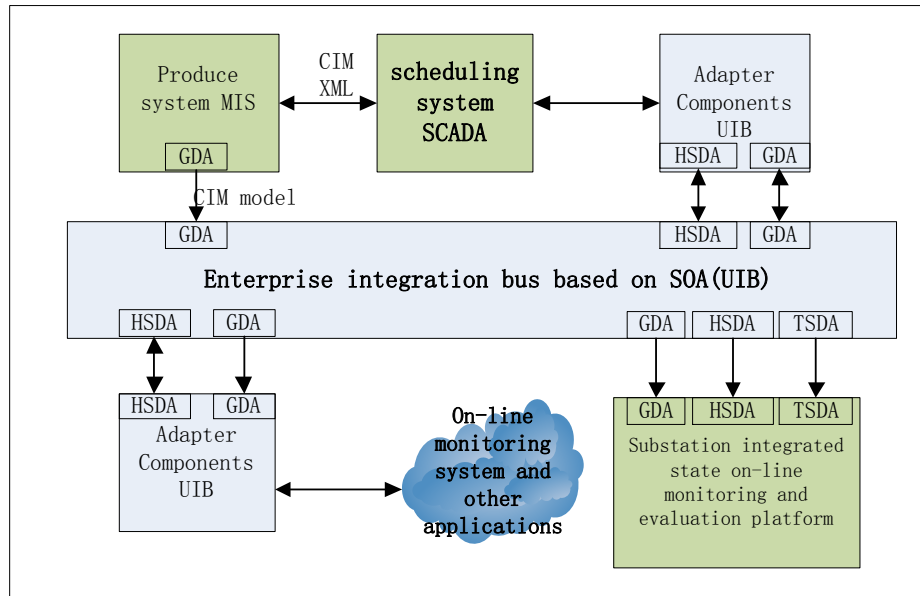 Produce
system MIS
GDA
CIM
XML
scheduling
system
SCADA
Adapter
Components
UIB
HSDA
GDA
CIM model
GDA
HSDA
GDA
Enterprise integration bus based on SOA(UIB)
HSDA
GDA
GDA
HSDA
TSDA
HSDA
GDA
Adapter
Components
UIB
On-line
monitoring
system and
other
applications
GDA
HSDA
TSDA
Substation integrated
state on-line
monitoring and
evaluation platform